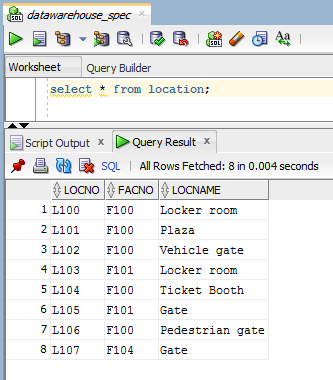 datawarehouse_spec
SQL
Aa
Worksheet Query Builder
select * from location;
Script Output Query Result
SQL All Rows Fetched: 8 in 0.004 seconds
LOCNO FACNO LOCNAME
1 L100 F100 Locker room
2 L101 F100 Plaza
3 L102 F100 Vehicle gate
4 L103 F101 Locker room
5 L104 F100 Ticket Booth
6 L105 F101 Gate
7 L106 F100 Pedestrian gate
8 L107 F104 Gate